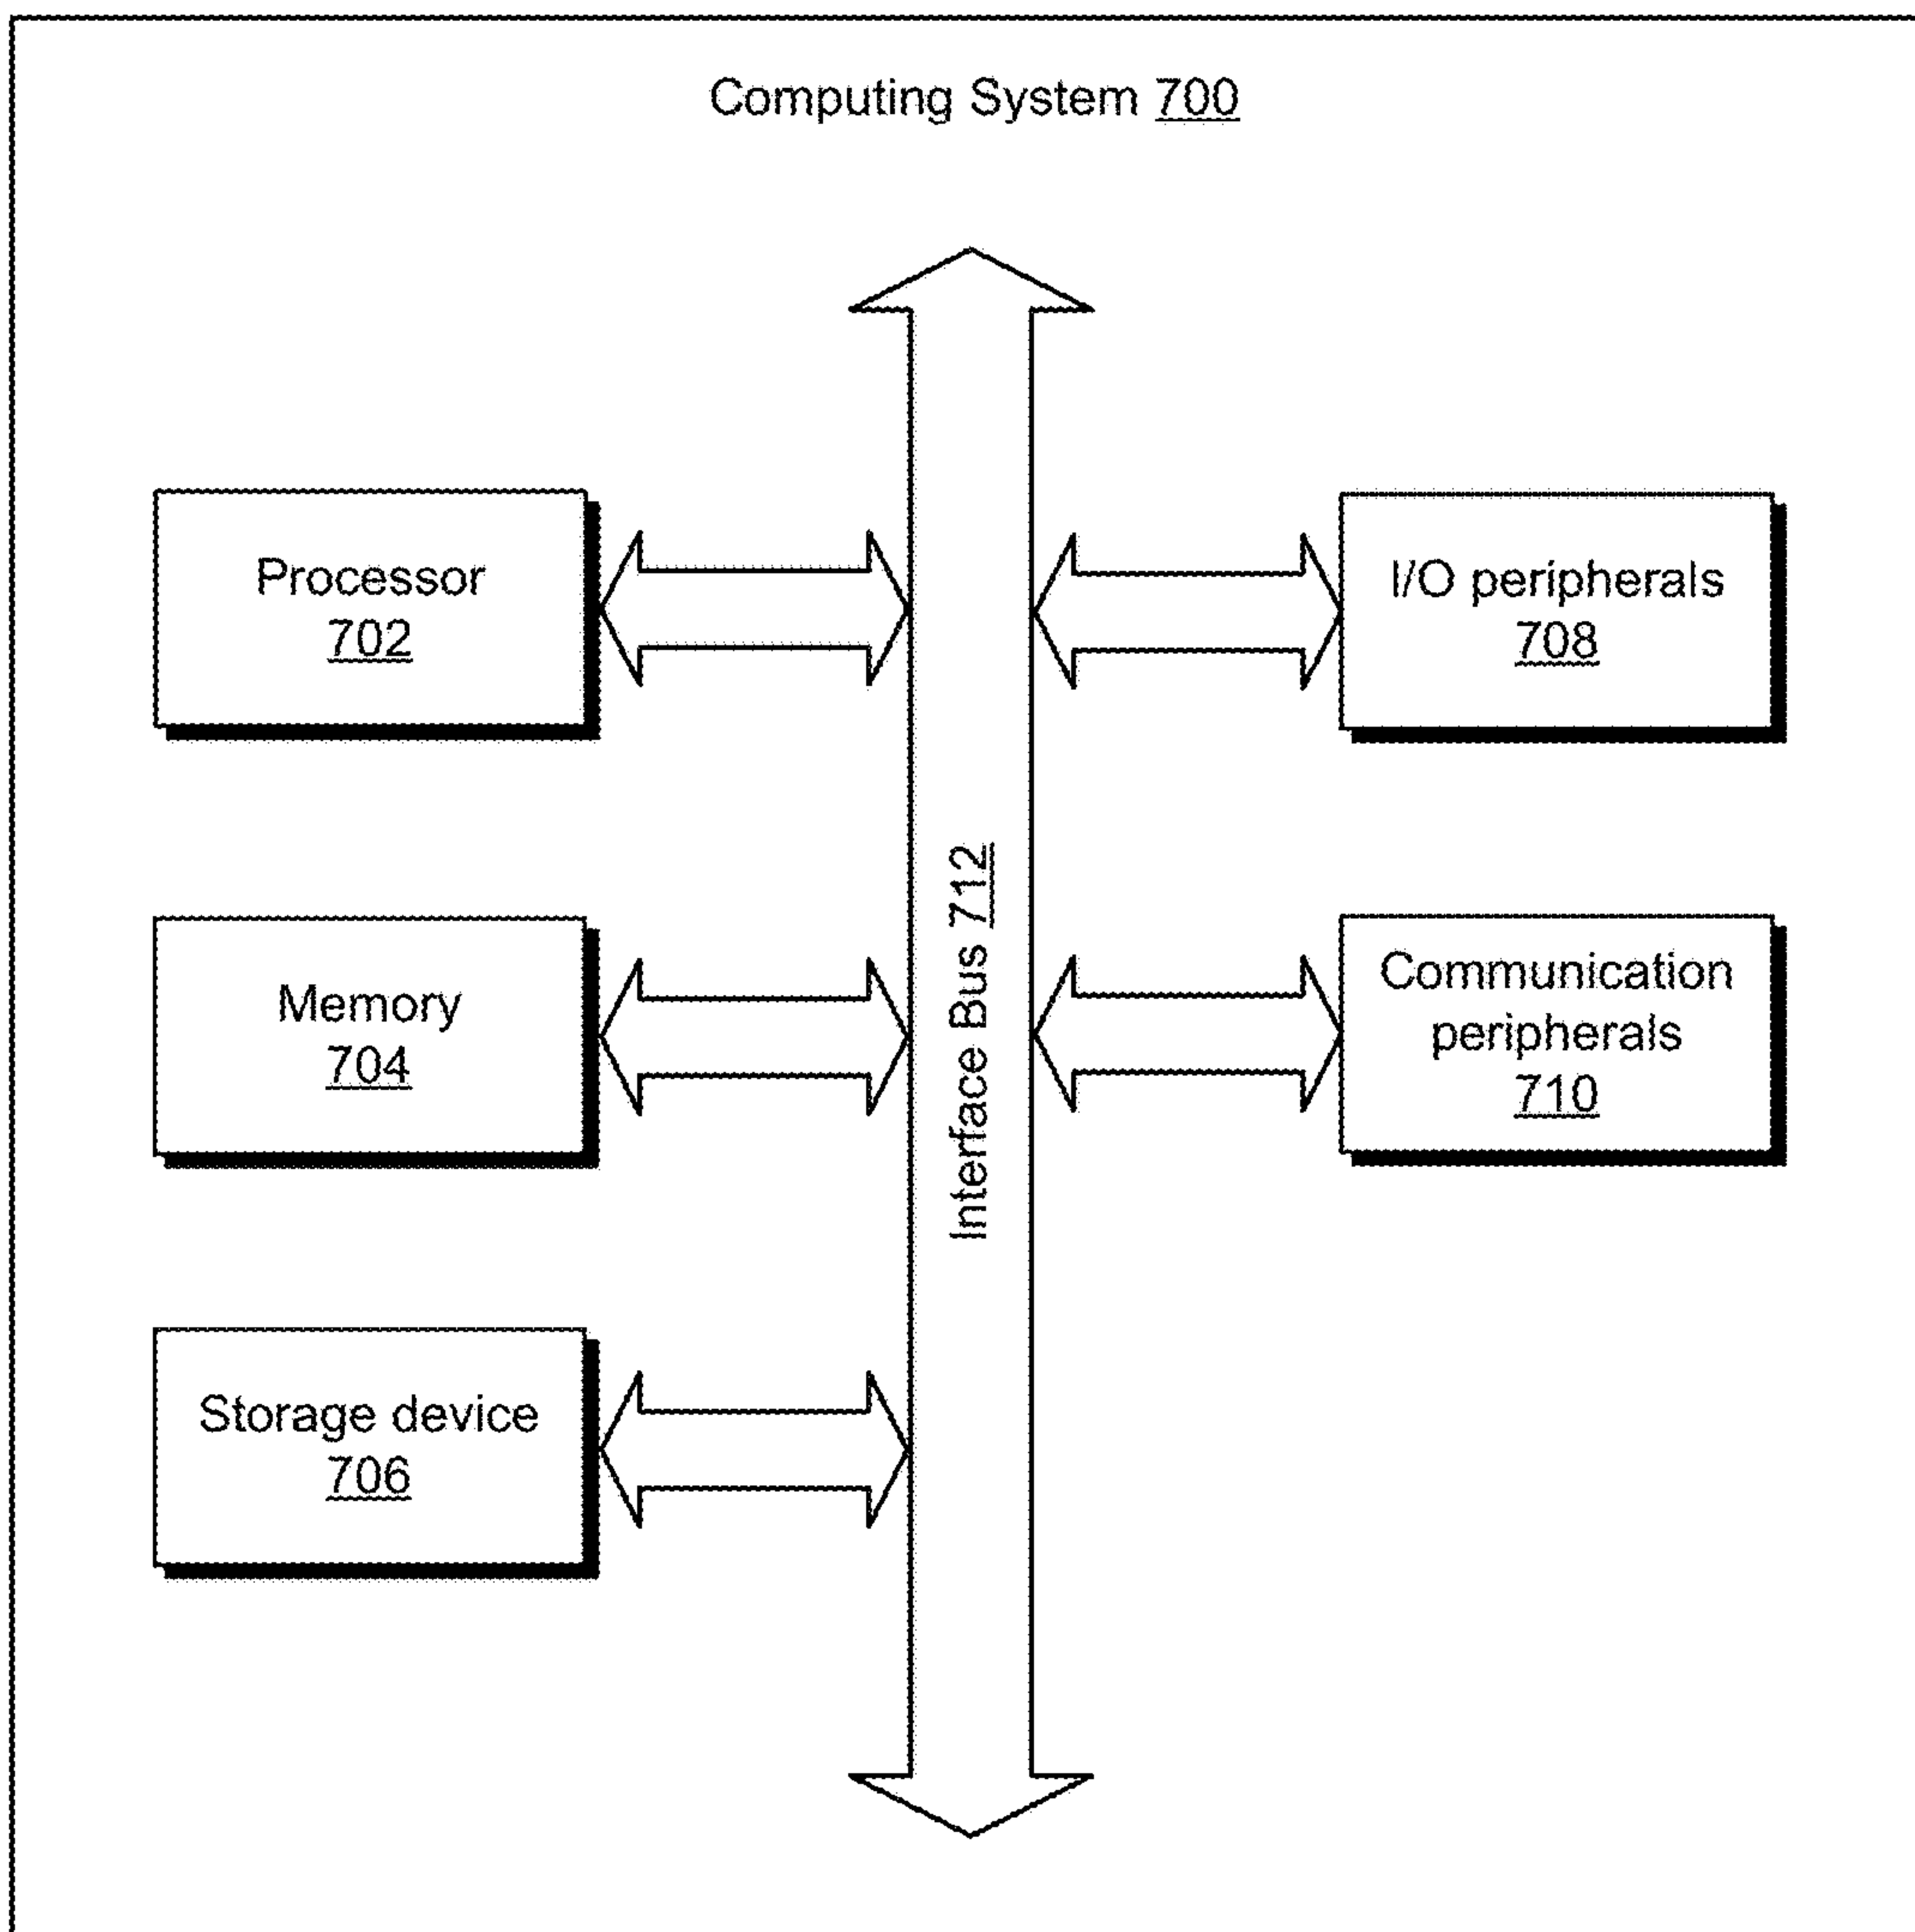 Computing System 700
Processor
702
I/O peripherals
708
Memory
704
Interface Bus 712
Communication
peripherals
710
Storage device
706